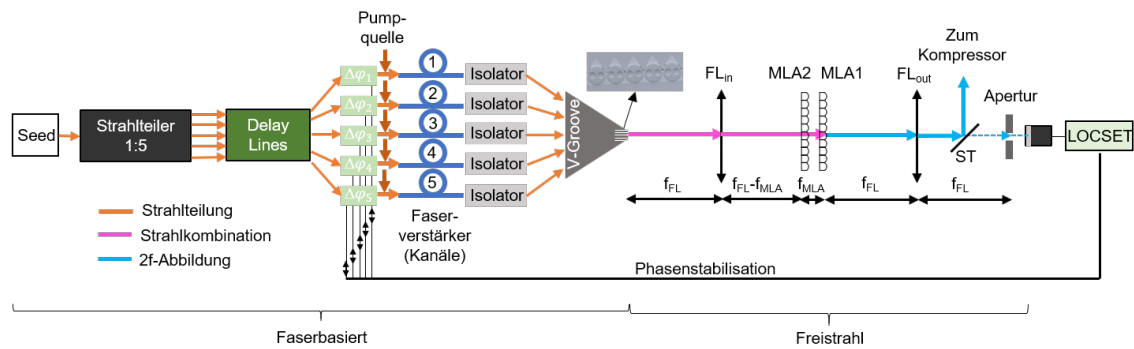 Pump-
quelle
Seed
Strahlteiler
1:5
Delay
Lines
Δφ1
Δφ2
Δφ3
Δφ4
Δφ5
1
2
3
4
5
Isolator
Isolator
Isolator
Isolator
Isolator
Faser-
verstärker
(Kanäle)
V-Groove
FLin
MLA2
MLA1
FLout
Zum
Kompressor
Apertur
ST
LOCSET
fFL
fFL-fMLA
fMLA
fFL
fFL
Strahlteilung
Strahlkombination
2f-Abbildung
Phasenstabilisation
Faserbasiert
Freistrahl